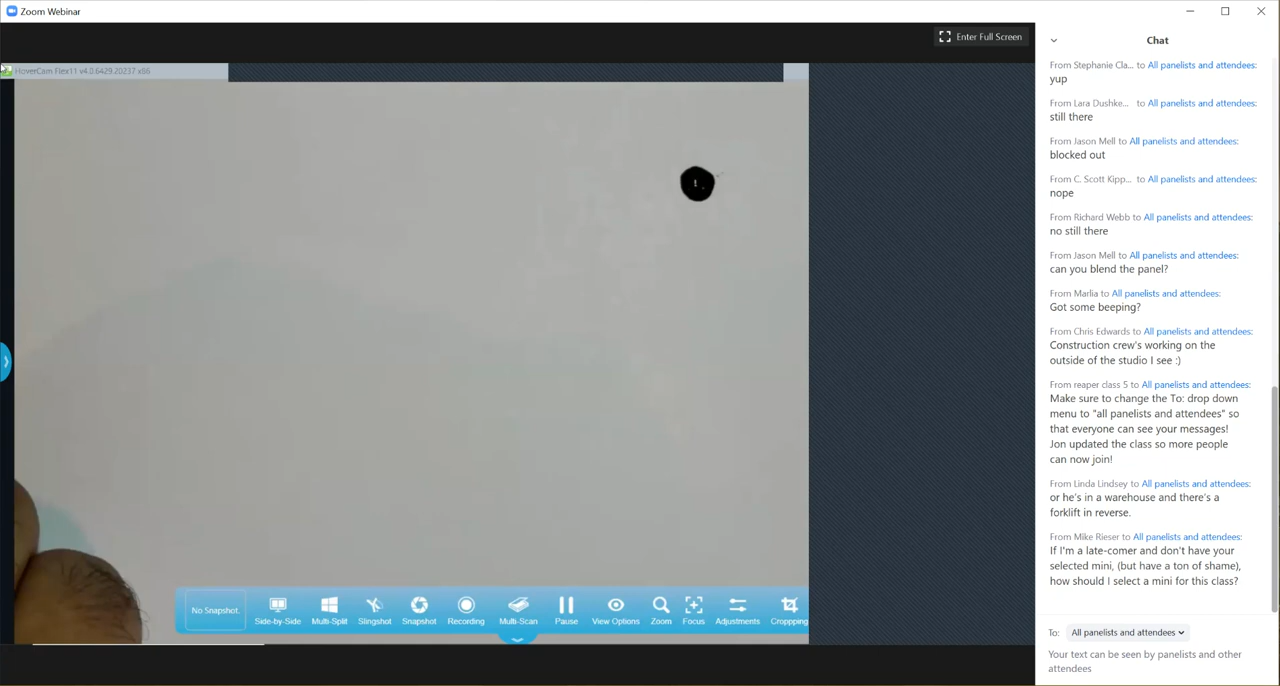 Zoom Webinar
Enter Full Screen
HoverCam Flex11 v4.0.6429.20237 x86
No Snapshot.
Side-by-Side
Multi-Split
Slingshot
Snapshot
Recording
Multi-Scan
Pause
View Options
Zoom
Focus
Adjustments
Croppping
Chat
From Stephanie Cla... to All panelists and attendees:
yup
From Lara Dushke... to All panelists and attendees:
still there
From Jason Mell to All panelists and attendees:
blocked out
From C. Scott Kipp... to All panelists and attendees:
nope
From Richard Webb to All panelists and attendees:
no still there
From Jason Mell to All panelists and attendees:
can you blend the panel?
From Marlia to All panelists and attendees:
Got some beeping?
From Chris Edwards to All panelists and attendees:
Construction crew's working on the
outside of the studio I see :)
From reaper class 5 to All panelists and attendees:
Make sure to change the To: drop down
menu to "all panelists and attendees" so
that everyone can see your messages!
Jon updated the class so more people
can now join!
From Linda Lindsey to All panelists and attendees:
or he's in a warehouse and there's a
forklift in reverse.
From Mike Rieser to All panelists and attendees:
If I'm a late-comer and don't have your
selected mini, (but have a ton of shame),
how should I select a mini for this class?
To: All panelists and attendees
Your text can be seen by panelists and other
attendees